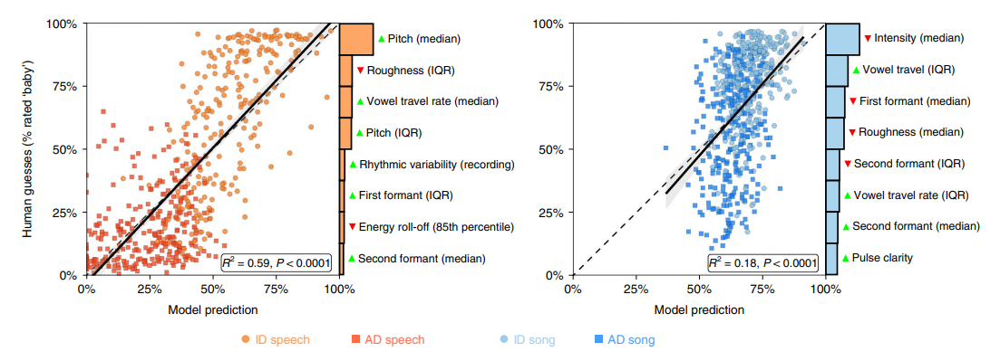 100%
75%
50%
25%
0%
Human guesses (% rated 'baby')
0%
25%
50%
75%
100%
Model prediction
R² = 0.59, P < 0.0001
▲ Pitch (median)
▼ Roughness (IQR)
▲ Vowel travel rate (median)
▲ Pitch (IQR)
▲ Rhythmic variability (recording)
▲ First formant (IQR)
▼ Energy roll-off (85th percentile)
▲ Second formant (median)
100%
75%
50%
25%
0%
0%
25%
50%
75%
100%
Model prediction
R² = 0.18, P < 0.0001
▼ Intensity (median)
▲ Vowel travel (IQR)
▼ First formant (median)
▼ Roughness (median)
▼ Second formant (IQR)
▲ Vowel travel rate (IQR)
▲ Second formant (median)
▲ Pulse clarity
ID speech
AD speech
ID song
AD song